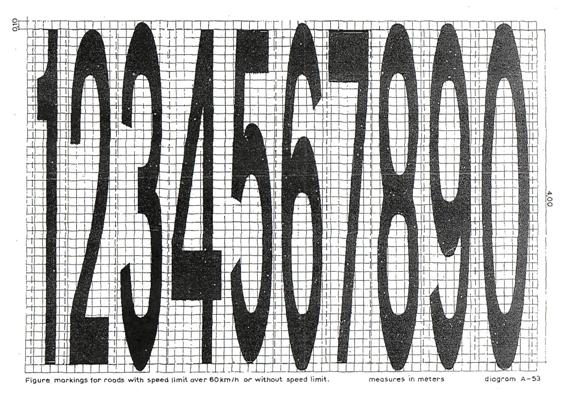 0,10
1234567890
4.00
Figure markings for roads with speed limit over 60km/h or without speed limit. measures in meters diagram A-53